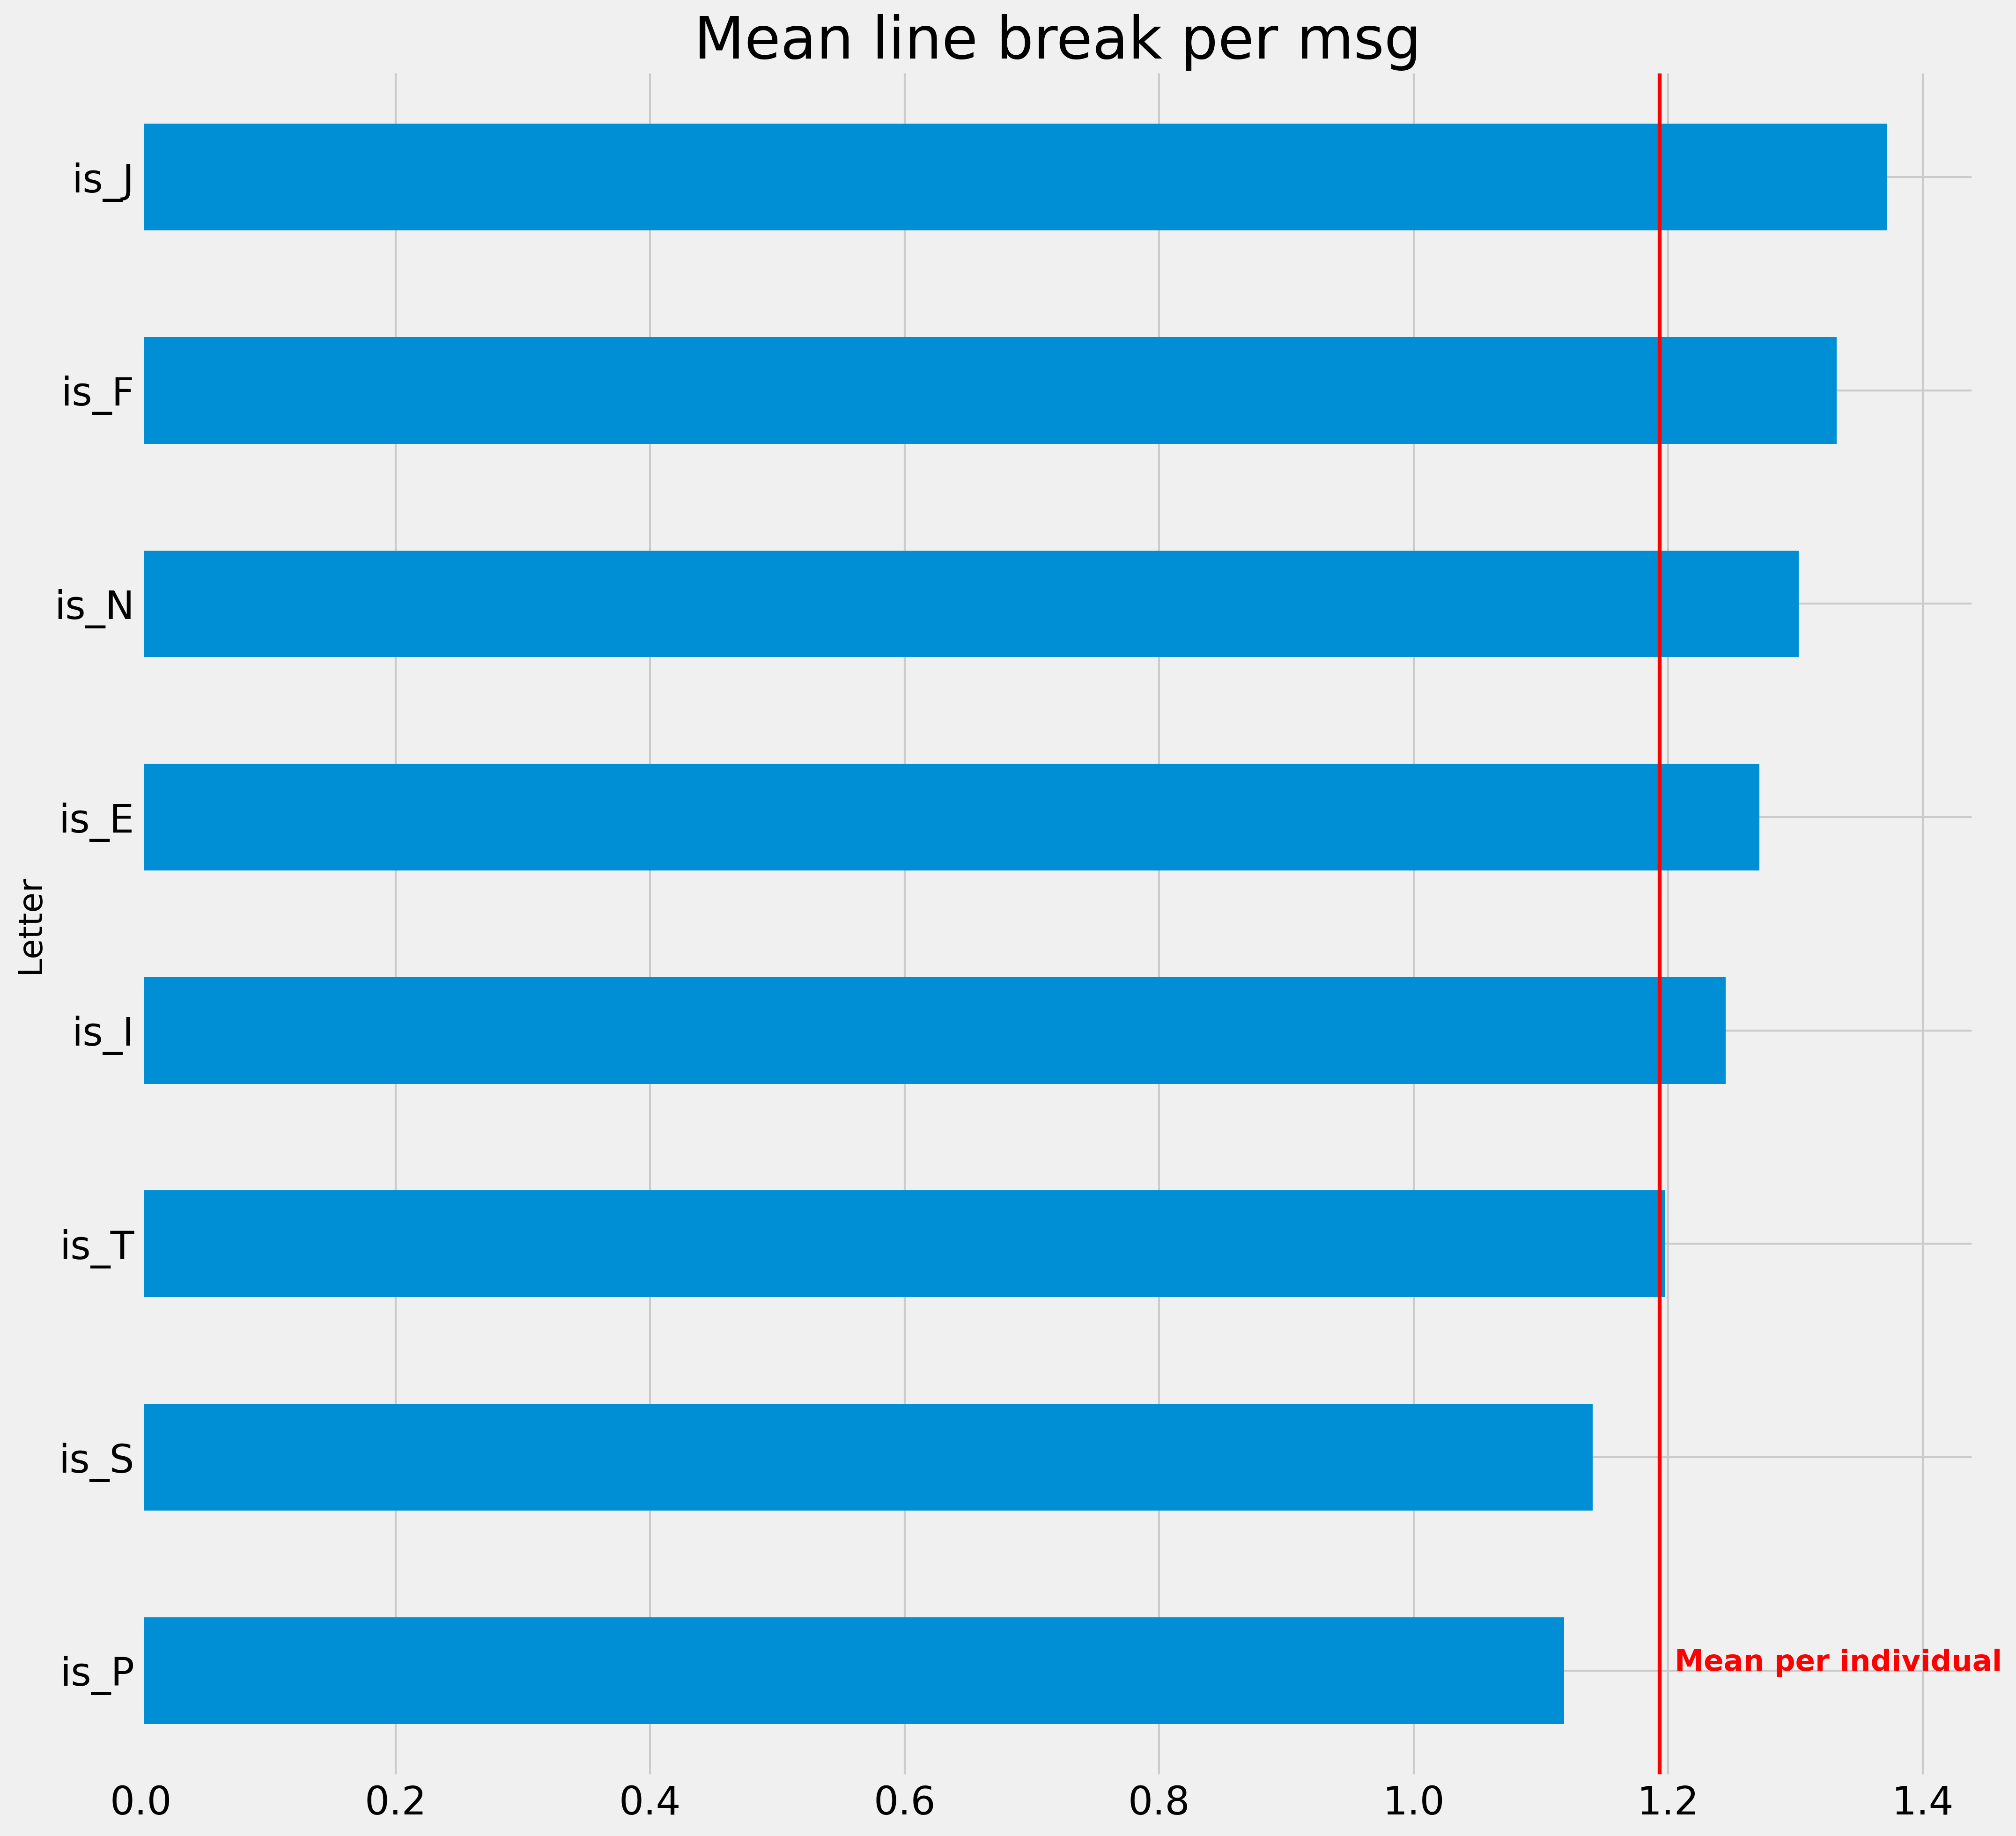 Mean line break per msg
is_J
is_F
is_N
is_E
Letter
is_I
is_T
is_S
is_P
Mean per individual
0.0 0.2 0.4 0.6 0.8 1.0 1.2 1.4